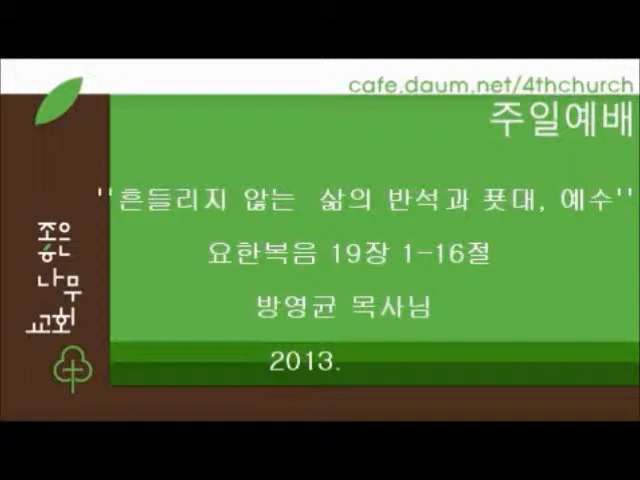 cafe.daum.net/4thchurch
주일예배
''흔들리지 않는 삶의 반석과 푯대, 예수''
요한복음 19장 1-16절
방영균 목사님
2013.
좋은
나무
교회